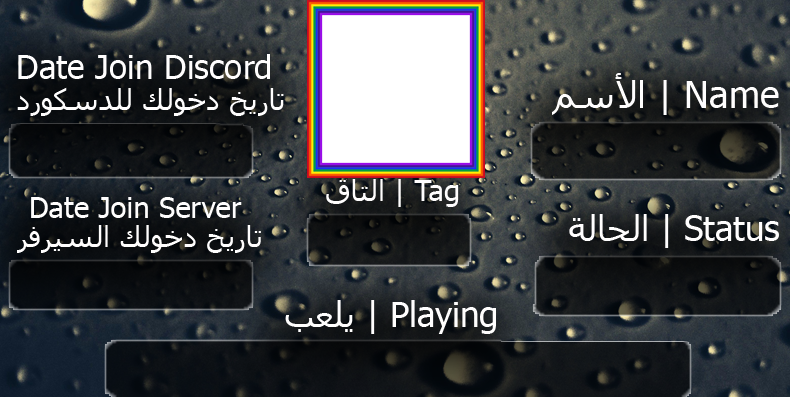 Date Join Discord
تاريخ دخولك للدسكورد
الأسم | Name
التاق | Tag
Date Join Server
تاريخ دخولك السيرفر
الحالة | Status
يلعب | Playing